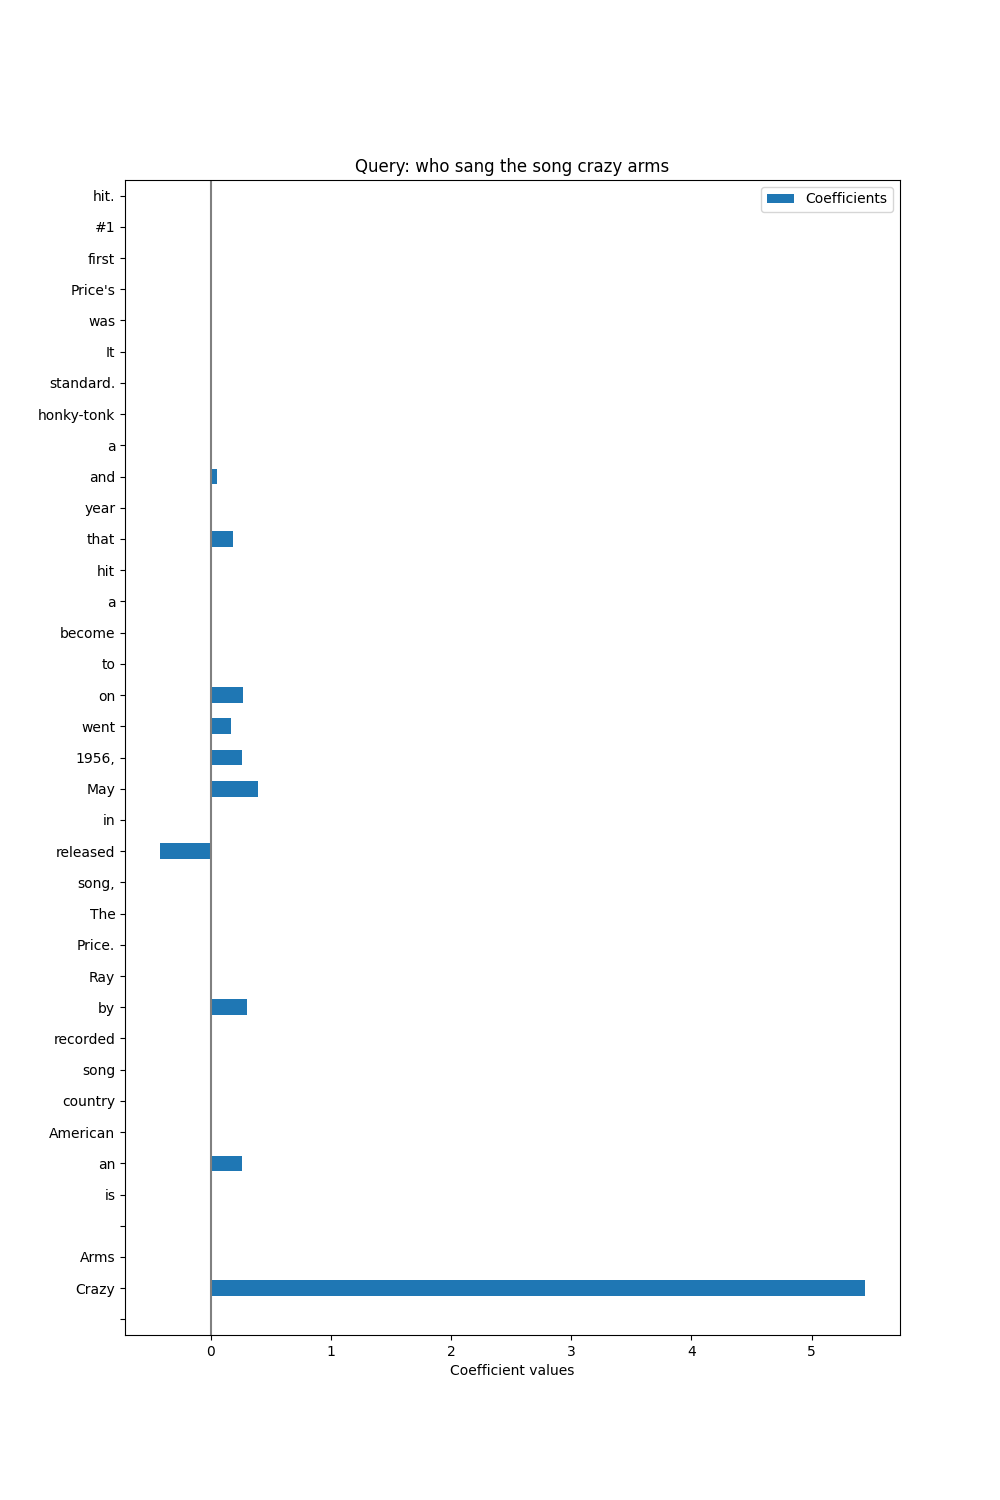 Query: who sang the song crazy arms
Coefficients
hit.
#1
first
Price's
was
It
standard.
honky-tonk
a
and
year
that
hit
a
become
to
on
went
1956,
May
in
released
song,
The
Price.
Ray
by
recorded
song
country
American
an
is
Arms
Crazy
0 1 2 3 4 5
Coefficient values